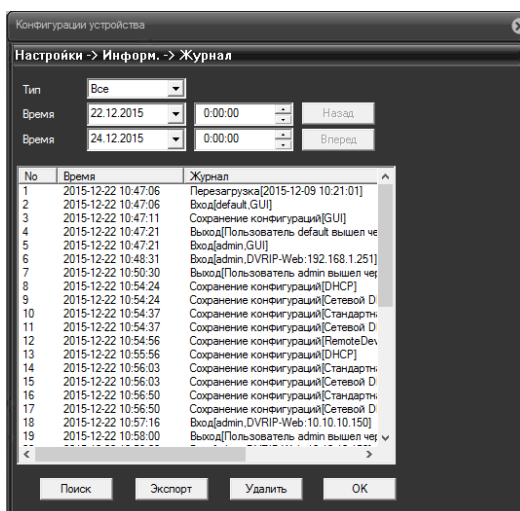 Конфигурации устройства
Настройки -> Информ. -> Журнал
Тип Все
Время 22.12.2015 0:00:00 Назад
Время 24.12.2015 0:00:00 Вперед
No Время Журнал
1 2015-12-22 10:47:06 Перезагрузка[2015-12-09 10:21:01]
2 2015-12-22 10:47:06 Вход[default,GUI]
3 2015-12-22 10:47:11 Сохранение конфигураций[GUI]
4 2015-12-22 10:47:21 Выход[Пользователь default вышел че
5 2015-12-22 10:47:21 Вход[admin,GUI]
6 2015-12-22 10:48:31 Вход[admin,DVRIP-Web:192.168.1.251]
7 2015-12-22 10:50:30 Выход[Пользователь admin вышел чер
8 2015-12-22 10:54:24 Сохранение конфигураций[DHCP]
9 2015-12-22 10:54:24 Сохранение конфигураций[Сетевой DI
10 2015-12-22 10:54:37 Сохранение конфигураций[Стандартна
11 2015-12-22 10:54:37 Сохранение конфигураций[Сетевой DI
12 2015-12-22 10:54:56 Сохранение конфигураций[RemoteDev
13 2015-12-22 10:55:56 Сохранение конфигураций[DHCP]
14 2015-12-22 10:56:03 Сохранение конфигураций[Стандартна
15 2015-12-22 10:56:03 Сохранение конфигураций[Сетевой DI
16 2015-12-22 10:56:50 Сохранение конфигураций[Стандартна
17 2015-12-22 10:56:50 Сохранение конфигураций[Сетевой DI
18 2015-12-22 10:57:16 Вход[admin,DVRIP-Web:10.10.10.150]
19 2015-12-22 10:58:00 Выход[Пользователь admin вышел чер
Поиск Экспорт Удалить OK